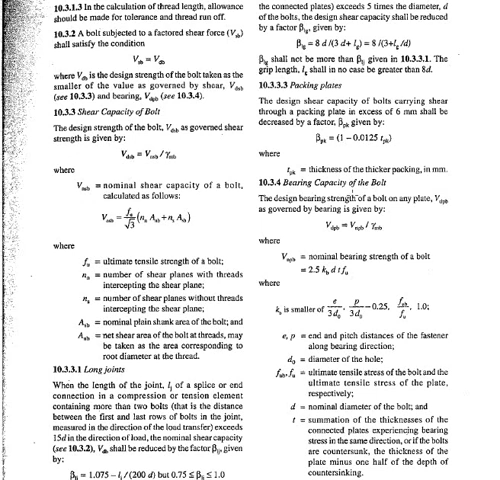 10.3.1.3 In the calculation of thread length, allowance
should be made for tolerance and thread run off.
10.3.2 A bolt subjected to a factored shear force (Vsb)
shall satisfy the condition
Vsb = Vdb
where Vdb is the design strength of the bolt taken as the
smaller of the value as governed by shear, Vdsb
(see 10.3.3) and bearing, Vdpb (see 10.3.4).
10.3.3 Shear Capacity of Bolt
The design strength of the bolt, Vdsb as governed shear
strength is given by:
Vdsb = Vnsb / γmb
where
Vnsb = nominal shear capacity of a bolt,
calculated as follows:
Vnsb = fu/√3 (nn Anb + ns Asb)
where
fu = ultimate tensile strength of a bolt;
nn = number of shear planes with threads
intercepting the shear plane;
ns = number of shear planes without threads
intercepting the shear plane;
Asb = nominal plain shank area of the bolt; and
Anb = net shear area of the bolt at threads, may
be taken as the area corresponding to
root diameter at the thread.
10.3.3.1 Long joints
When the length of the joint, lj of a splice or end
connection in a compression or tension element
containing more than two bolts (that is the distance
between the first and last rows of bolts in the joint,
measured in the direction of the load transfer) exceeds
15d in the direction of load, the nominal shear capacity
(see 10.3.2), Vdb shall be reduced by the factor βlj, given
by:
βlj = 1.075 – lj / (200 d) but 0.75 ≤ βlj ≤ 1.0
the connected plates) exceeds 5 times the diameter, d
of the bolts, the design shear capacity shall be reduced
by a factor βlg, given by:
βlg = 8 d /(3 d+ lg) = 8 /(3+lg /d)
βlg shall not be more than βlj given in 10.3.3.1. The
grip length, lg shall in no case be greater than 8d.
10.3.3.3 Packing plates
The design shear capacity of bolts carrying shear
through a packing plate in excess of 6 mm shall be
decreased by a factor, βpk given by:
βpk = (1 – 0.0125 tpk)
where
tpk = thickness of the thicker packing, in mm.
10.3.4 Bearing Capacity of the Bolt
The design bearing strength of a bolt on any plate, Vdpb
as governed by bearing is given by:
Vdpb = Vnpb / γmb
where
Vnpb = nominal bearing strength of a bolt
= 2.5 kb d t fu
where
kb is smaller of e/3d0, p/3d0 – 0.25, fub/fu, 1.0;
e, p = end and pitch distances of the fastener
along bearing direction;
d0 = diameter of the hole;
fub, fu = ultimate tensile stress of the bolt and the
ultimate tensile stress of the plate,
respectively;
d = nominal diameter of the bolt; and
t = summation of the thicknesses of the
connected plates experiencing bearing
stress in the same direction, or if the bolts
are countersunk, the thickness of the
plate minus one half of the depth of
countersinking.